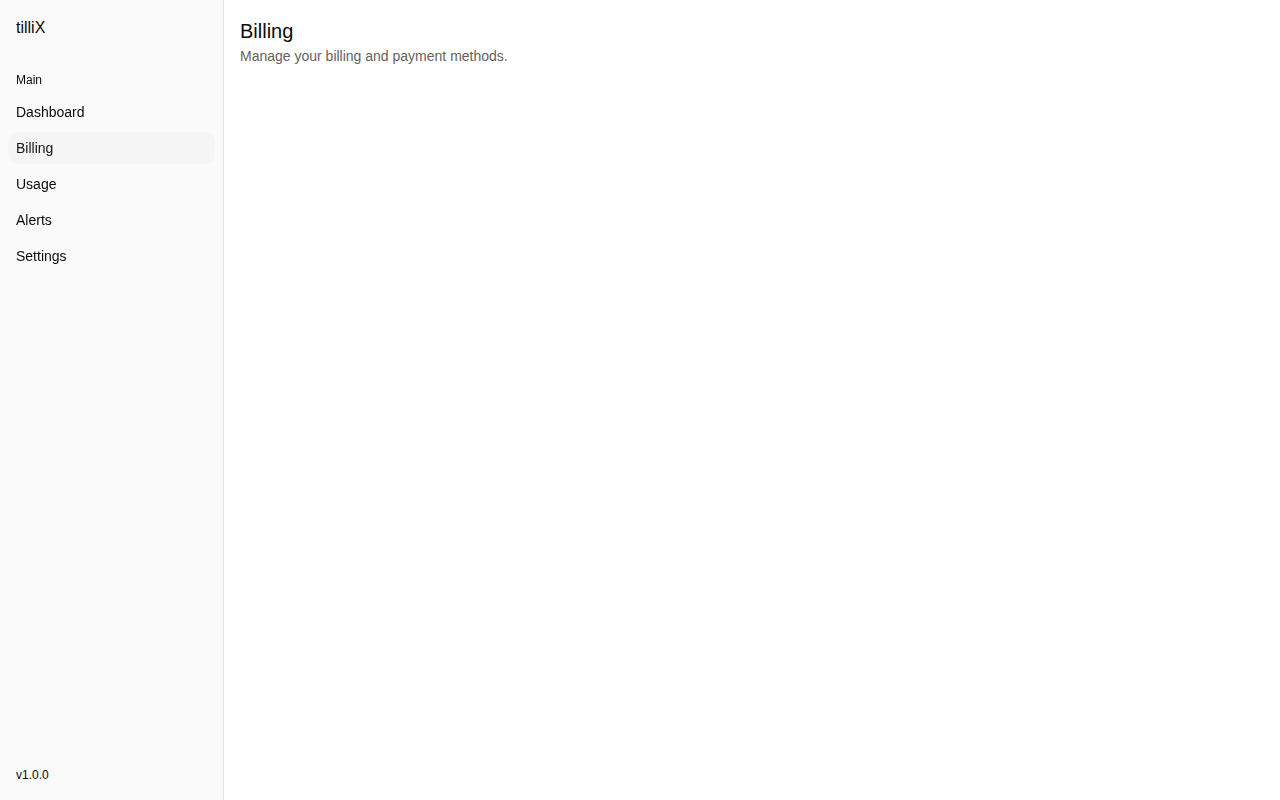 tilliX
Main
Dashboard
Billing
Usage
Alerts
Settings
v1.0.0
Billing
Manage your billing and payment methods.